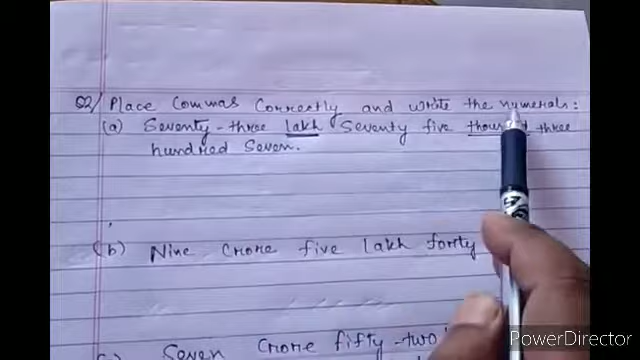 Q2/ Place Commas Correctly and write the numerals:
(a) Seventy-three lakh Seventy five three
hundred Seven.
(b) Nine Crore five lakh forty
Seven Crore fifty-two
PowerDirector